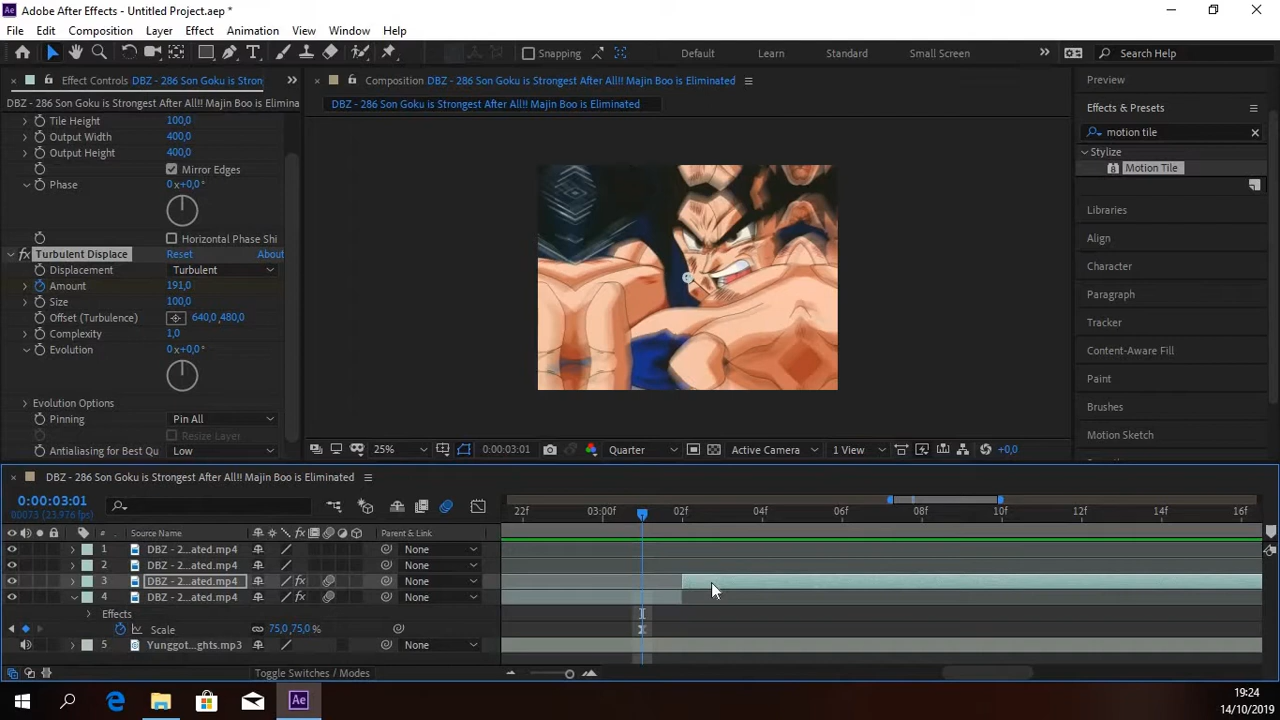 Adobe After Effects - Untitled Project.aep *
File Edit Composition Layer Effect Animation View Window Help
Snapping Default Learn Standard Small Screen Search Help
Effect Controls DBZ - 286 Son Goku is Stron
Composition DBZ - 286 Son Goku is Strongest After All!! Majin Boo is Eliminated
Preview
DBZ - 286 Son Goku is Strongest After All!! Majin Boo is Elimina
DBZ - 286 Son Goku is Strongest After All!! Majin Boo is Eliminated
Effects & Presets
Tile Height 100,0
Output Width 400,0
Output Height 400,0
Mirror Edges
Phase 0x+0,0°
Horizontal Phase Shi
fx Turbulent Displace Reset About
Displacement Turbulent
Amount 191,0
Size 100,0
Offset (Turbulence) 640,0,480,0
Complexity 1,0
Evolution 0x+0,0°
Evolution Options
Pinning Pin All
Resize Layer
Antialiasing for Best Qu Low
motion tile
Stylize
Motion Tile
Libraries
Align
Character
Paragraph
Tracker
Content-Aware Fill
Paint
Brushes
Motion Sketch
25% 0:00:03:01 Quarter Active Camera 1 View +0,0
DBZ - 286 Son Goku is Strongest After All!! Majin Boo is Eliminated
0:00:03:01
00073 (23.976 fps)
22f 03:00f 02f 04f 06f 08f 10f 12f 14f 16f
# Source Name fx Parent & Link
1 DBZ - 2...ated.mp4 None
2 DBZ - 2...ated.mp4 None
3 DBZ - 2...ated.mp4 fx None
4 DBZ - 2...ated.mp4 fx None
Effects
Scale 75,0,75,0%
5 Yunggot...ghts.mp3 None
Toggle Switches / Modes
Ae
19:24
14/10/2019